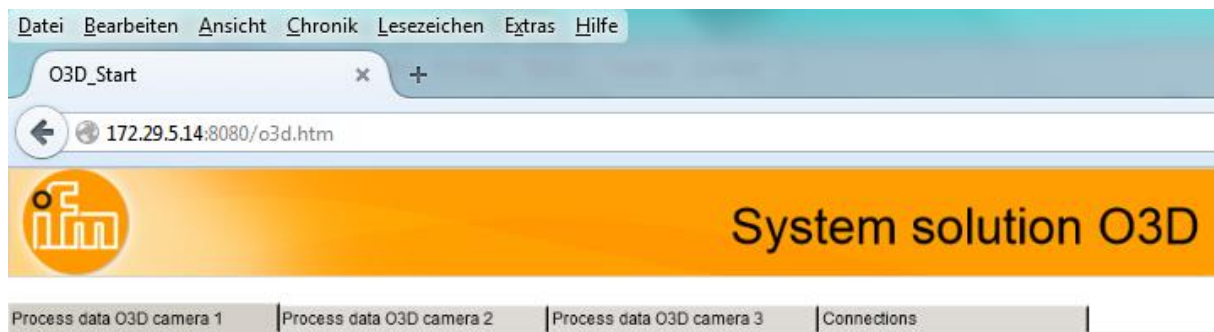 Datei Bearbeiten Ansicht Chronik Lesezeichen Extras Hilfe
O3D_Start
172.29.5.14:8080/o3d.htm
ifm
System solution O3D
Process data O3D camera 1 Process data O3D camera 2 Process data O3D camera 3 Connections